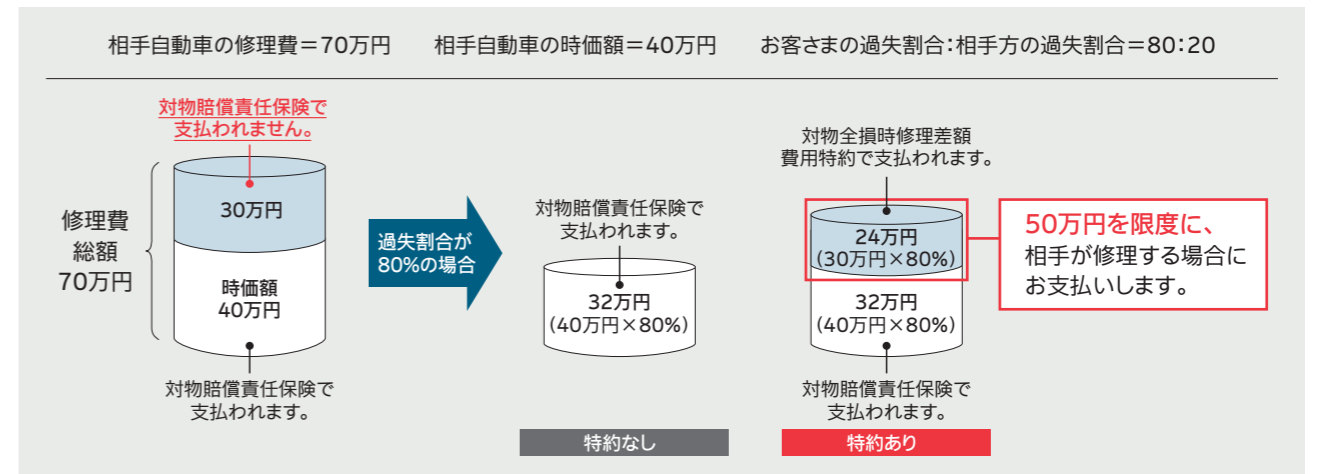 相手自動車の修理費＝70万円 相手自動車の時価額＝40万円 お客さまの過失割合：相手方の過失割合＝80：20
対物賠償責任保険で
支払われません。
修理費
総額
70万円
30万円
時価額
40万円
対物賠償責任保険で
支払われます。
過失割合が
80%の場合
対物賠償責任保険で
支払われます。
32万円
(40万円×80%)
特約なし
対物全損時修理差額
費用特約で支払われます。
24万円
(30万円×80%)
32万円
(40万円×80%)
対物賠償責任保険で
支払われます。
特約あり
50万円を限度に、
相手が修理する場合に
お支払いします。